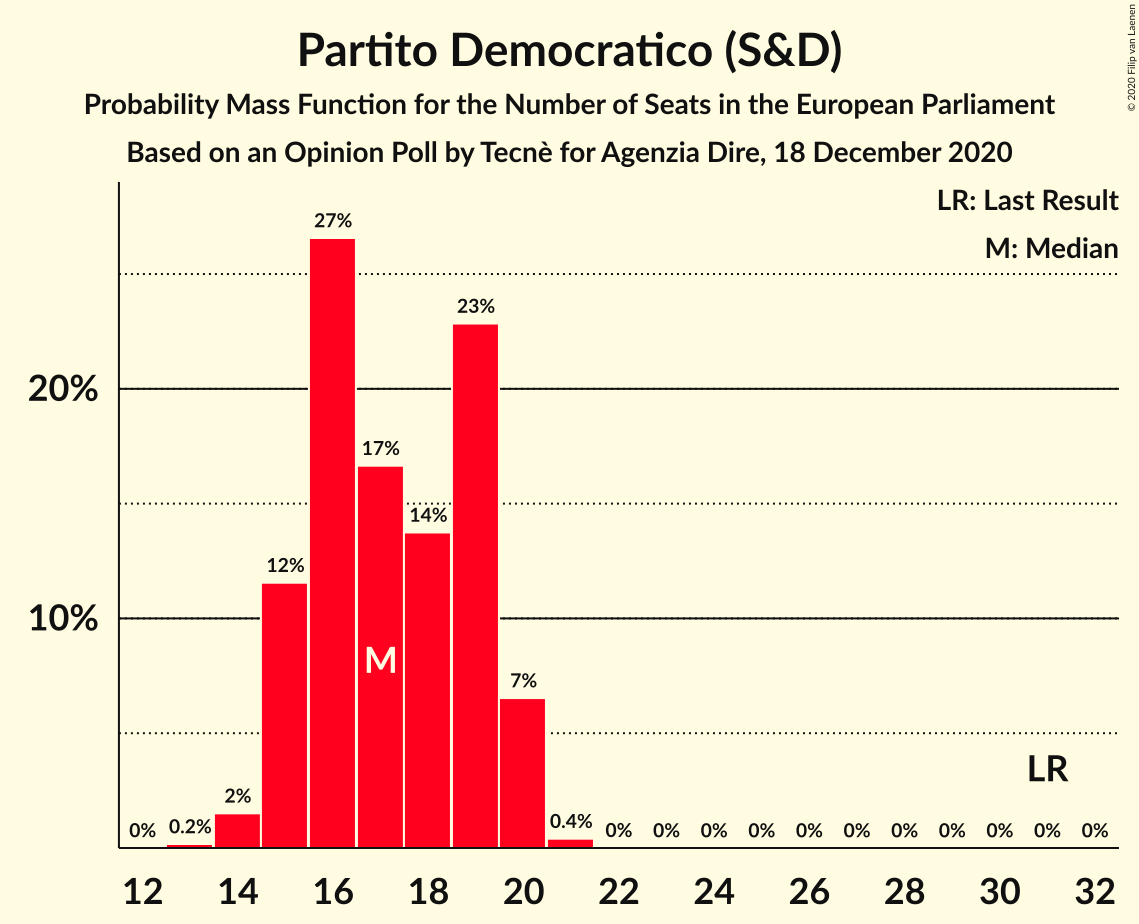 Partito Democratico (S&D)
Probability Mass Function for the Number of Seats in the European Parliament
Based on an Opinion Poll by Tecnè for Agenzia Dire, 18 December 2020
© 2020 Filip van Laenen
LR: Last Result
M: Median
27%
23%
20%
17%
14%
12%
10%
M
7%
LR
2%
0% 0.2% 0.4% 0% 0% 0% 0% 0% 0% 0% 0% 0% 0% 0%
12 14 16 18 20 22 24 26 28 30 32